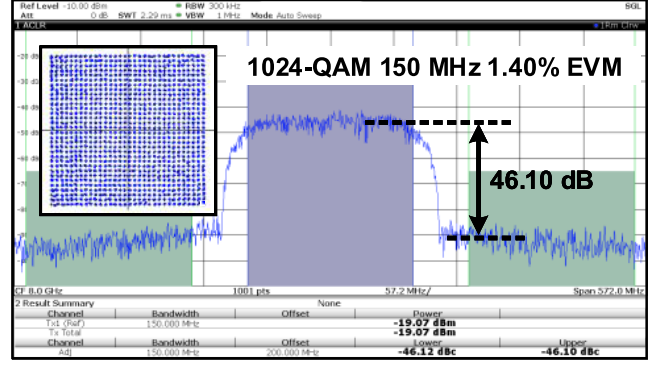 Ref Level -10.00 dBm RBW 300 kHz SGL
Att 0 dB SWT 2.29 ms VBW 1 MHz Mode Auto Sweep
1 ACLR 1Rm Clrw
1024-QAM 150 MHz 1.40% EVM
46.10 dB
CF 8.0 GHz 1001 pts 57.2 MHz/ Span 572.0 MHz
2 Result Summary None
Channel Bandwidth Offset Power
Tx1 (Ref) 150.000 MHz -19.07 dBm
Tx Total -19.07 dBm
Channel Bandwidth Offset Lower Upper
Adj 150.000 MHz 200.000 MHz -46.12 dBc -46.10 dBc